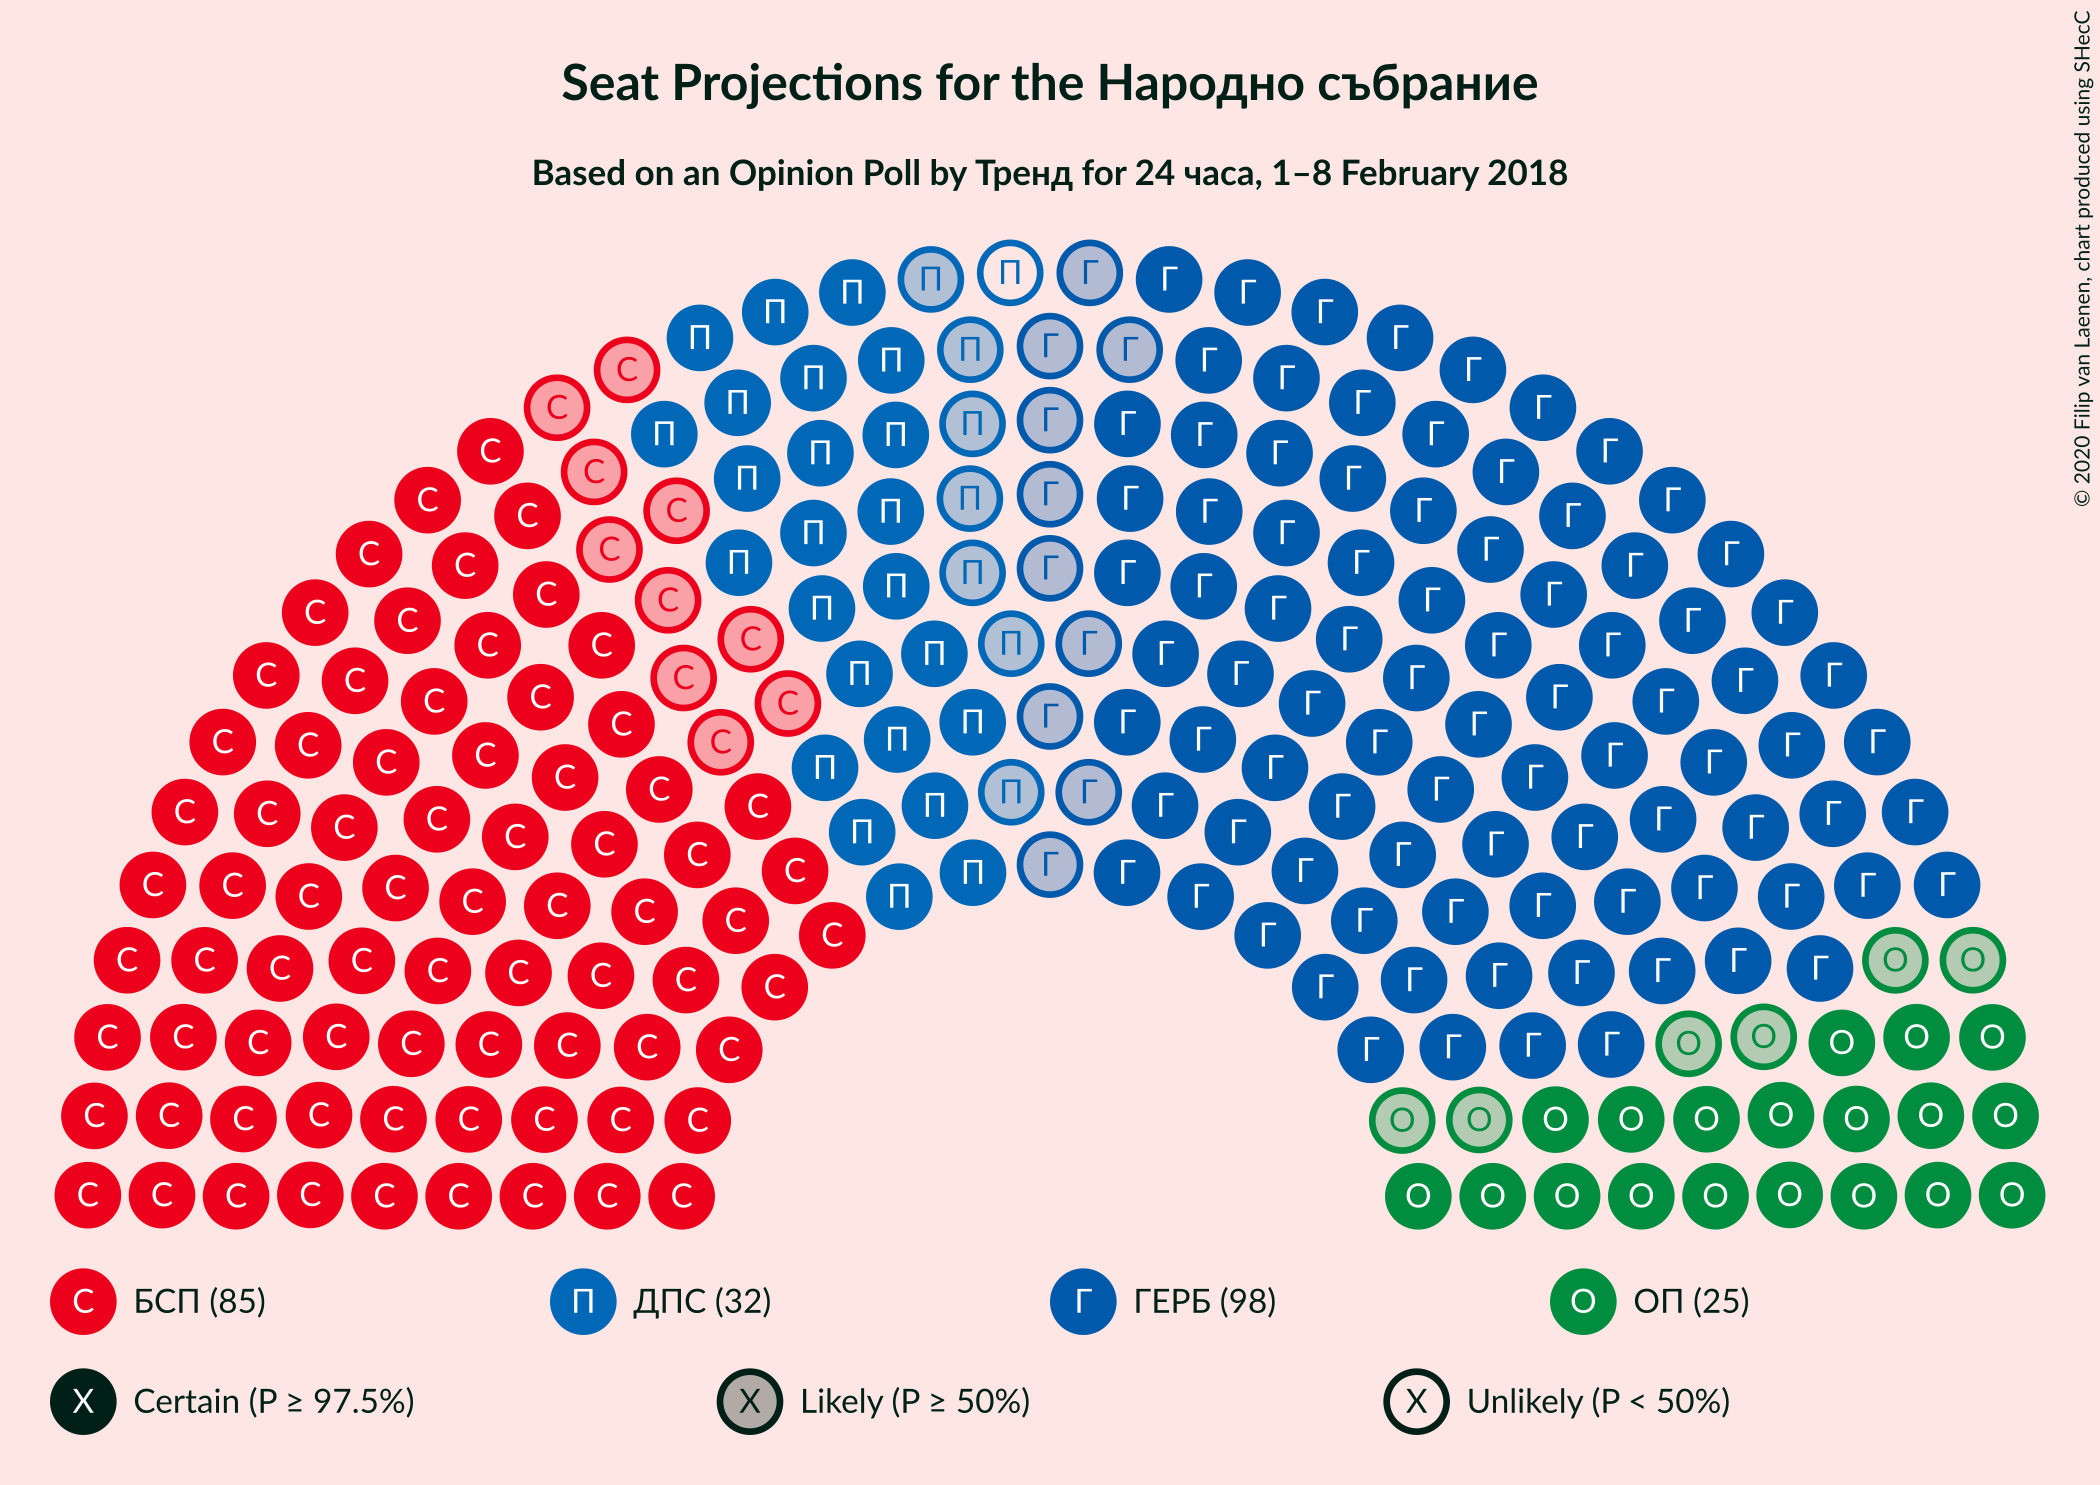 Seat Projections for the Народно събрание
Based on an Opinion Poll by Тренд for 24 часа, 1–8 February 2018
© 2020 Filip van Laenen, chart produced using SHecC
С БСП (85) П ДПС (32) Г ГЕРБ (98) О ОП (25)
X Certain (P ≥ 97.5%) X Likely (P ≥ 50%) X Unlikely (P < 50%)